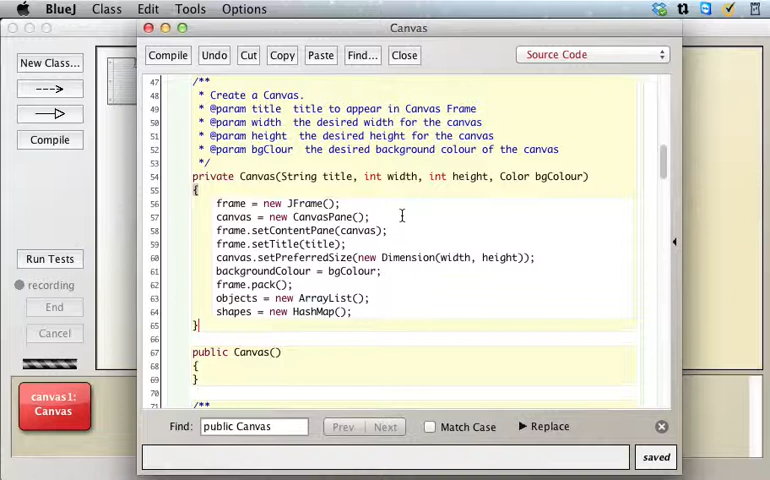 BlueJ Class Edit Tools Options
Canvas
New Class...
Compile
Run Tests
recording
End
Cancel
canvas1:
Canvas
Compile Undo Cut Copy Paste Find... Close Source Code
47 /**
48 * Create a Canvas.
49 * @param title title to appear in Canvas Frame
50 * @param width the desired width for the canvas
51 * @param height the desired height for the canvas
52 * @param bgClour the desired background colour of the canvas
53 */
54 private Canvas(String title, int width, int height, Color bgColour)
55 {
56 frame = new JFrame();
57 canvas = new CanvasPane();
58 frame.setContentPane(canvas);
59 frame.setTitle(title);
60 canvas.setPreferredSize(new Dimension(width, height));
61 backgroundColour = bgColour;
62 frame.pack();
63 objects = new ArrayList();
64 shapes = new HashMap();
65 }
66
67 public Canvas()
68 {
69 }
70
71 /**
Find: public Canvas Prev Next Match Case Replace
saved